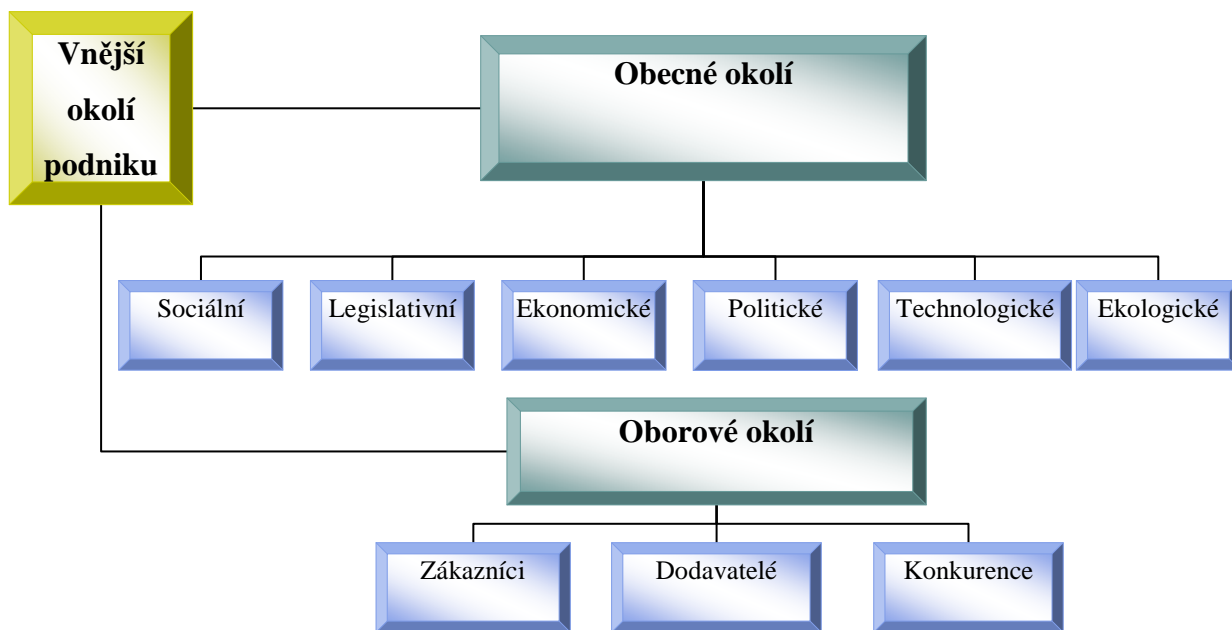 Vnější
okolí
podniku
Obecné okolí
Sociální
Legislativní
Ekonomické
Politické
Technologické
Ekologické
Oborové okolí
Zákazníci
Dodavatelé
Konkurence